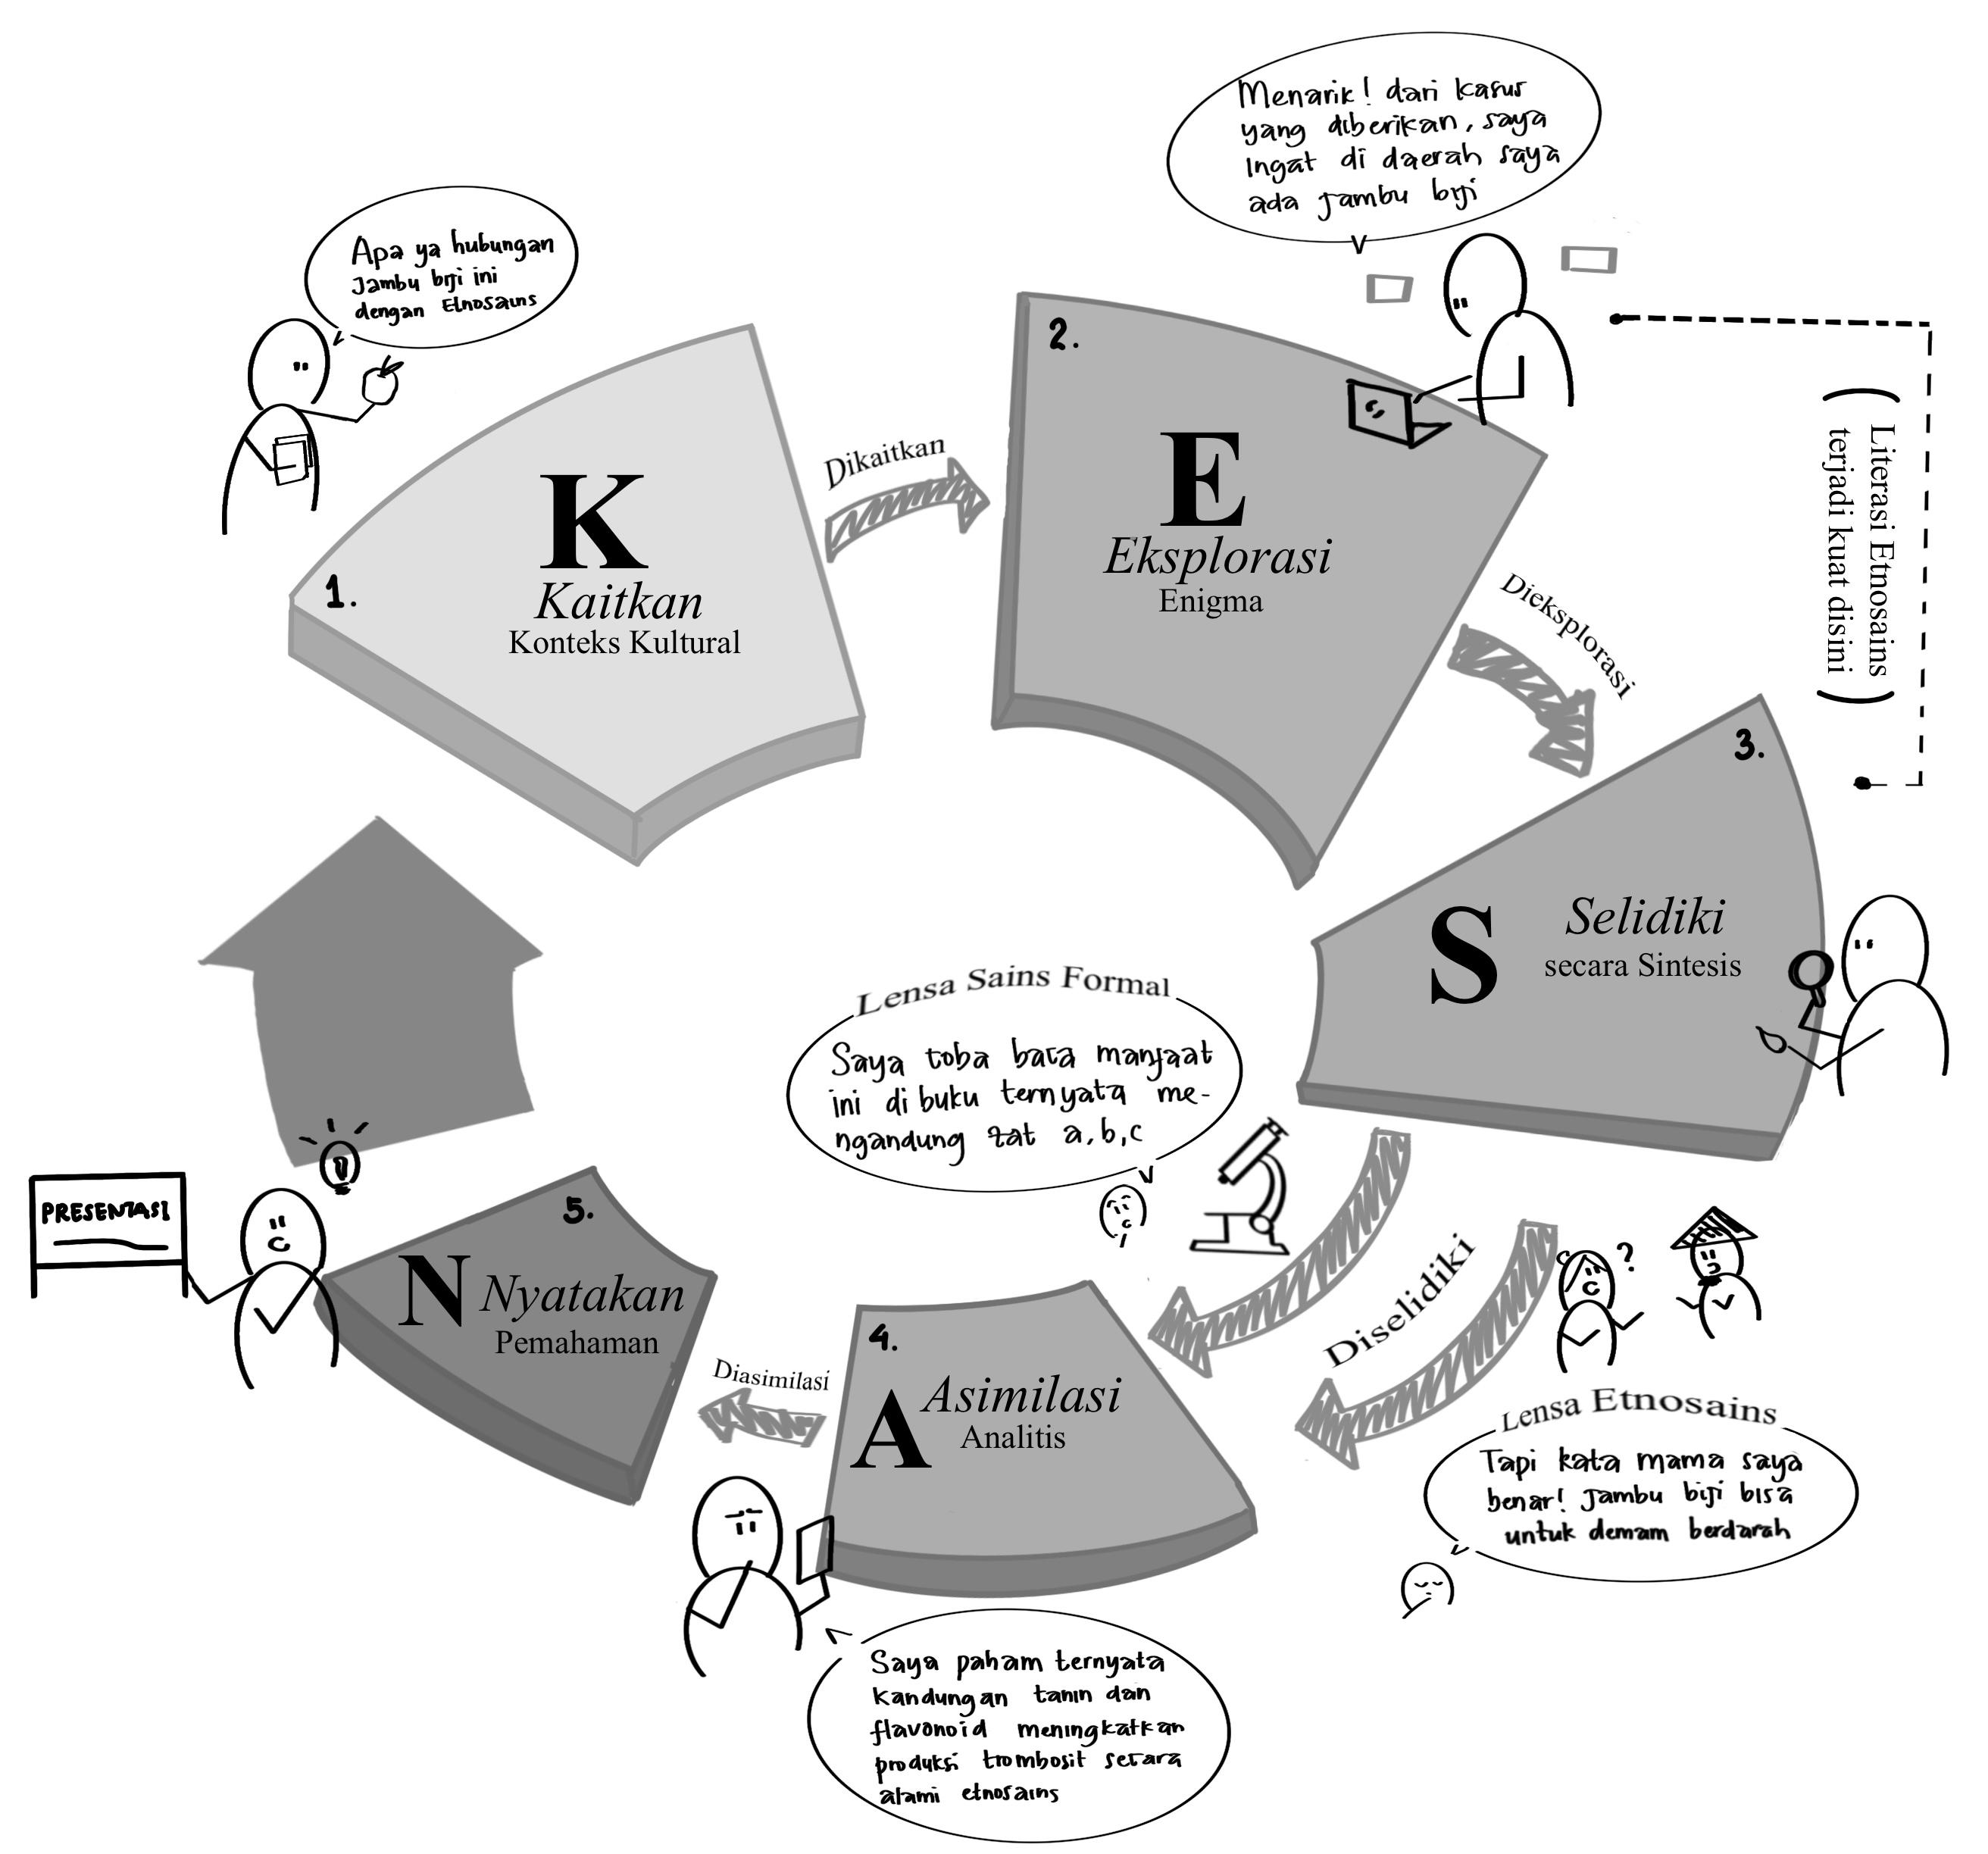 Apa ya hubungan
Jambu biji ini
dengan Etnosains
1.
K
Kaitkan
Konteks Kultural
Dikaitkan
Menarik! dari kasus
yang diberikan, saya
Ingat di daerah saya
ada Jambu biji
2.
E
Eksplorasi
Enigma
Dieksplorasi
(Literasi Etnosains
terjadi kuat disini)
3.
S
Selidiki
secara Sintesis
Diselidiki
Lensa Sains Formal
Saya toba baca manfaat
ini di buku ternyata me-
ngandung zat a,b,c
?
Lensa Etnosains
Tapi kata mama saya
benar! Jambu biji bisa
untuk demam berdarah
4.
A
Asimilasi
Analitis
Diasimilasi
Saya paham ternyata
kandungan tanin dan
flavonoid meningkatkan
produksi trombosit secara
alami etnosains
5.
N
Nyatakan
Pemahaman
PRESENTASI